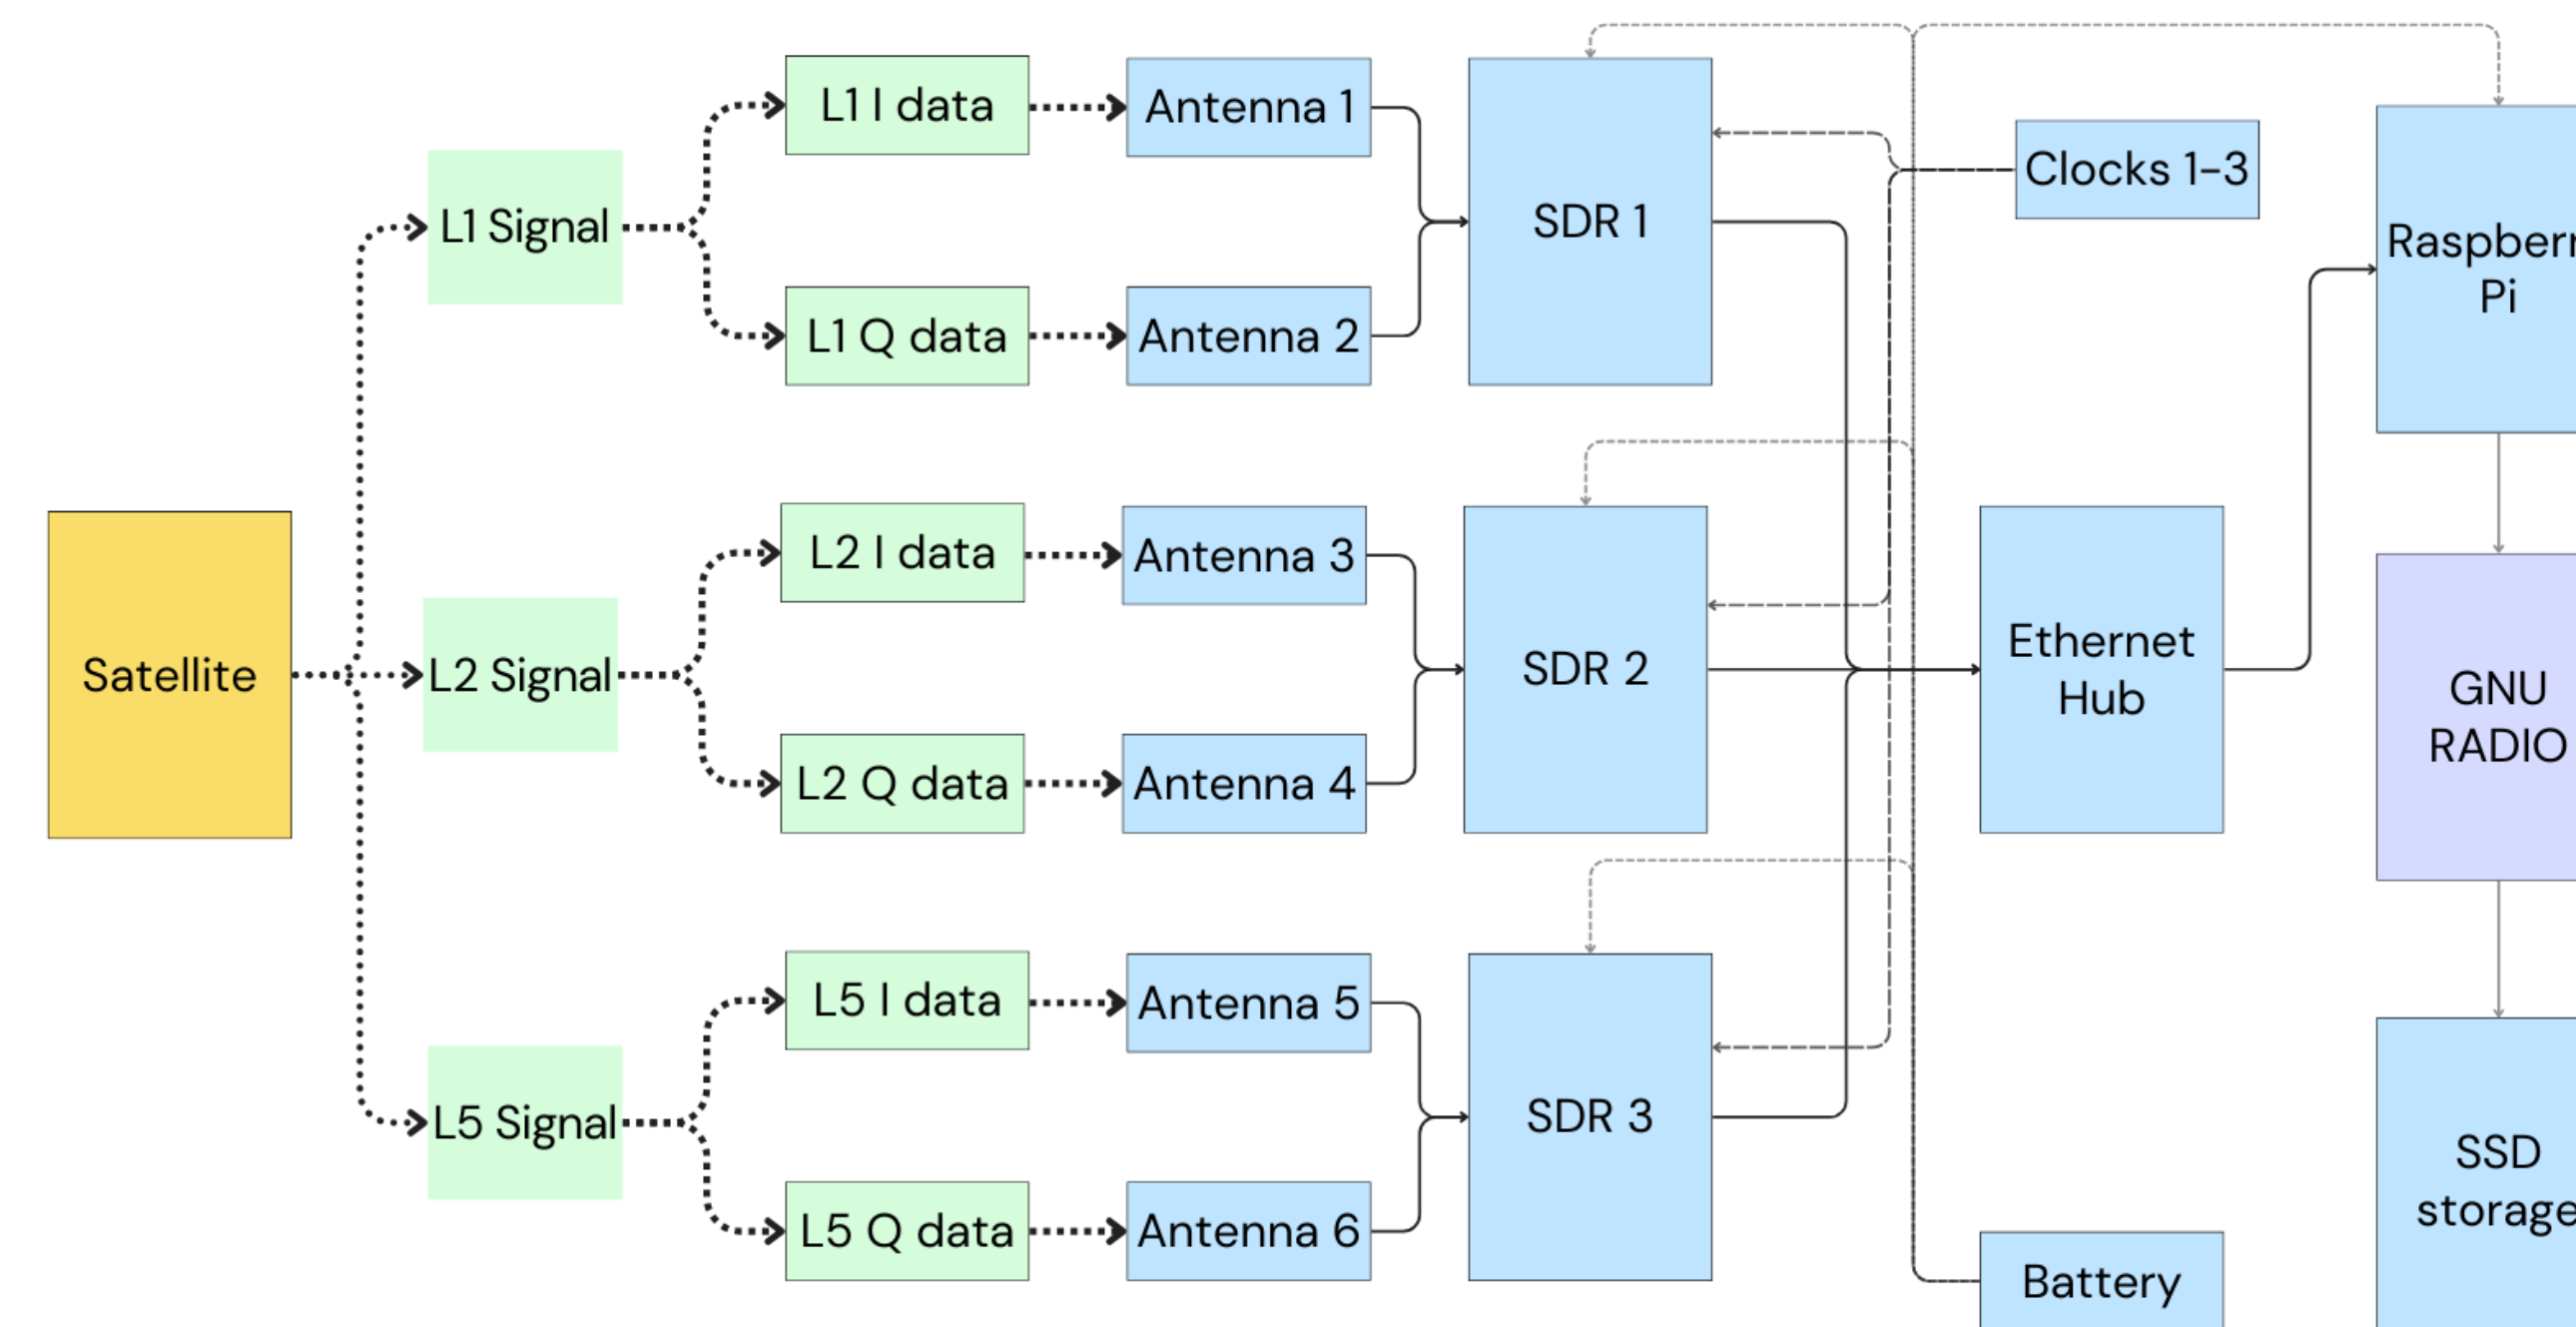 L1 I data
Antenna 1
Clocks 1-3
L1 Signal
SDR 1
Raspberr
Pi
L1 Q data
Antenna 2
L2 I data
Antenna 3
Satellite
L2 Signal
SDR 2
Ethernet
Hub
GNU
RADIO
L2 Q data
Antenna 4
L5 I data
Antenna 5
L5 Signal
SDR 3
SSD
storage
L5 Q data
Antenna 6
Battery